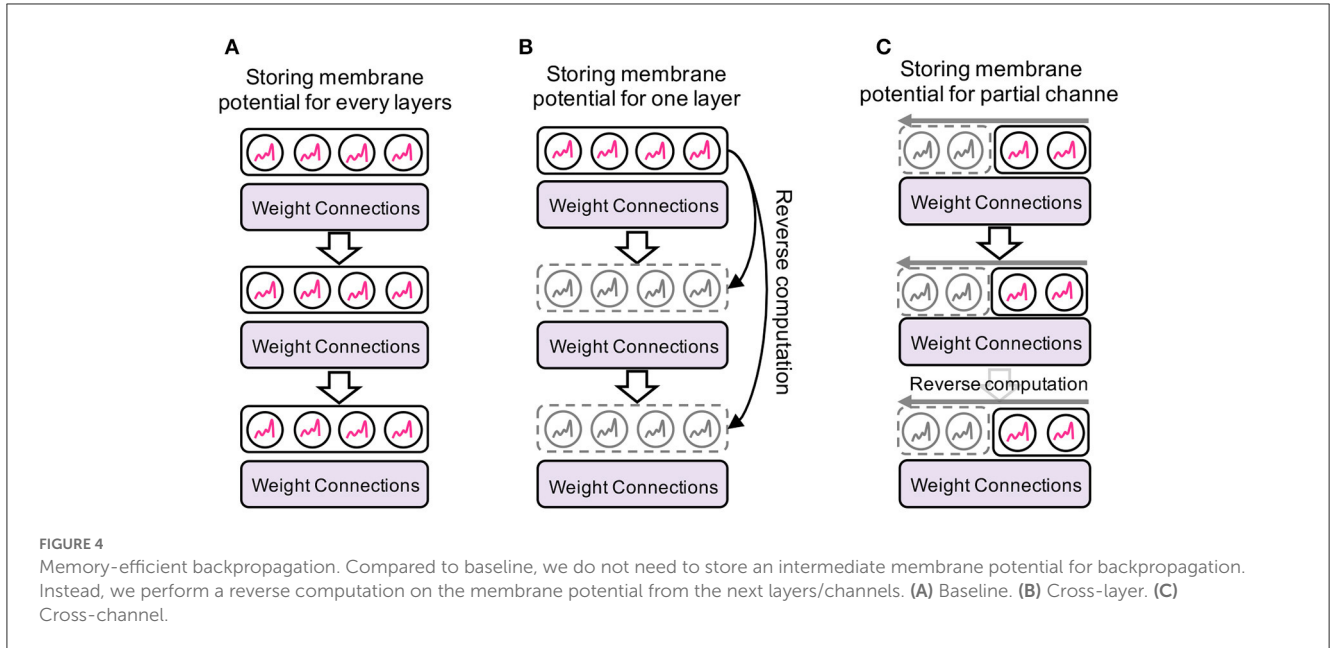 A
Storing membrane
potential for every layers
Weight Connections
Weight Connections
Weight Connections
B
Storing membrane
potential for one layer
Weight Connections
Weight Connections
Weight Connections
Reverse computation
C
Storing membrane
potential for partial channe
Weight Connections
Weight Connections
Reverse computation
Weight Connections
FIGURE 4
Memory-efficient backpropagation. Compared to baseline, we do not need to store an intermediate membrane potential for backpropagation.
Instead, we perform a reverse computation on the membrane potential from the next layers/channels. (A) Baseline. (B) Cross-layer. (C)
Cross-channel.